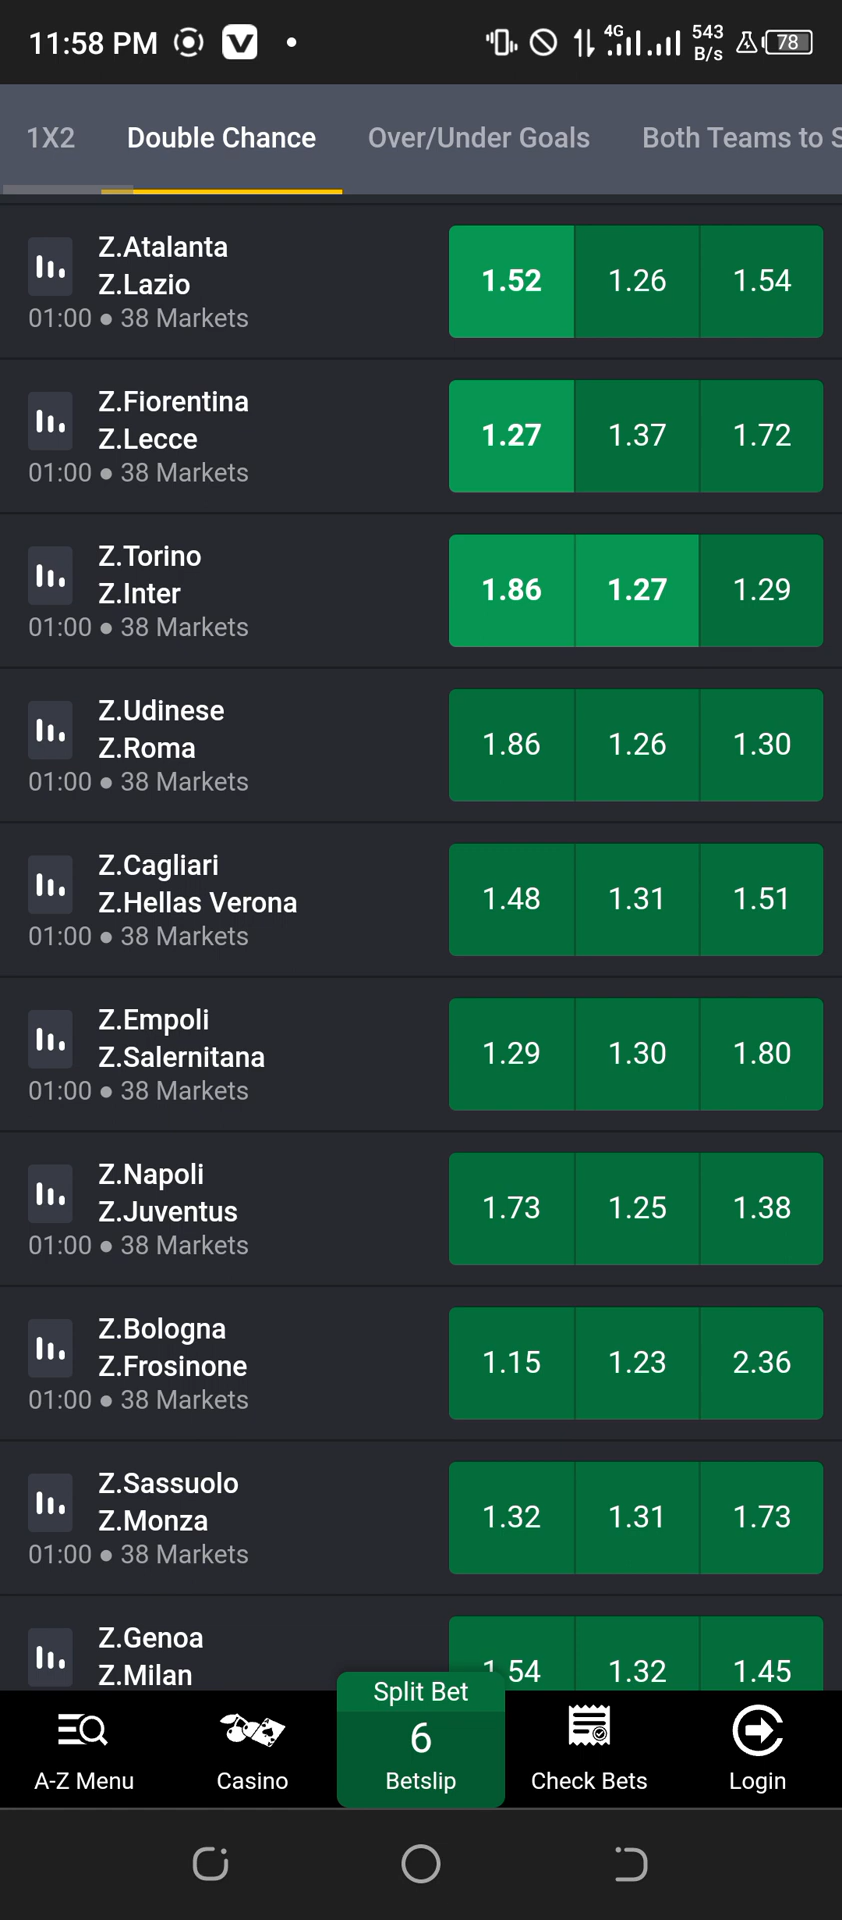 11:58 PM
4G
543
B/s
78
1X2 Double Chance Over/Under Goals Both Teams to S
Z.Atalanta
Z.Lazio
01:00 ● 38 Markets
1.52 1.26 1.54
Z.Fiorentina
Z.Lecce
01:00 ● 38 Markets
1.27 1.37 1.72
Z.Torino
Z.Inter
01:00 ● 38 Markets
1.86 1.27 1.29
Z.Udinese
Z.Roma
01:00 ● 38 Markets
1.86 1.26 1.30
Z.Cagliari
Z.Hellas Verona
01:00 ● 38 Markets
1.48 1.31 1.51
Z.Empoli
Z.Salernitana
01:00 ● 38 Markets
1.29 1.30 1.80
Z.Napoli
Z.Juventus
01:00 ● 38 Markets
1.73 1.25 1.38
Z.Bologna
Z.Frosinone
01:00 ● 38 Markets
1.15 1.23 2.36
Z.Sassuolo
Z.Monza
01:00 ● 38 Markets
1.32 1.31 1.73
Z.Genoa
Z.Milan
1.54 1.32 1.45
Split Bet
6
A-Z Menu Casino Betslip Check Bets Login